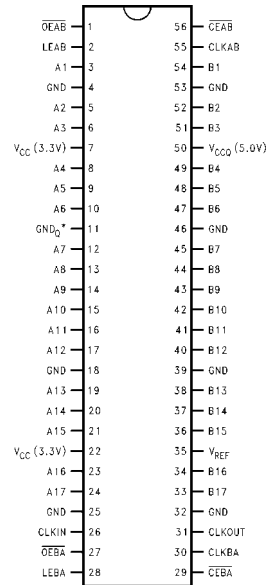 O̅E̅A̅B̅ 1 56 C̅E̅A̅B̅
LEAB 2 55 CLKAB
A1 3 54 B1
GND 4 53 GND
A2 5 52 B2
A3 6 51 B3
VCC (3.3V) 7 50 VCCQ (5.0V)
A4 8 49 B4
A5 9 48 B5
A6 10 47 B6
GNDQ* 11 46 GND
A7 12 45 B7
A8 13 44 B8
A9 14 43 B9
A10 15 42 B10
A11 16 41 B11
A12 17 40 B12
GND 18 39 GND
A13 19 38 B13
A14 20 37 B14
A15 21 36 B15
VCC (3.3V) 22 35 VREF
A16 23 34 B16
A17 24 33 B17
GND 25 32 GND
CLKIN 26 31 CLKOUT
O̅E̅B̅A̅ 27 30 CLKBA
LEBA 28 29 C̅E̅B̅A̅